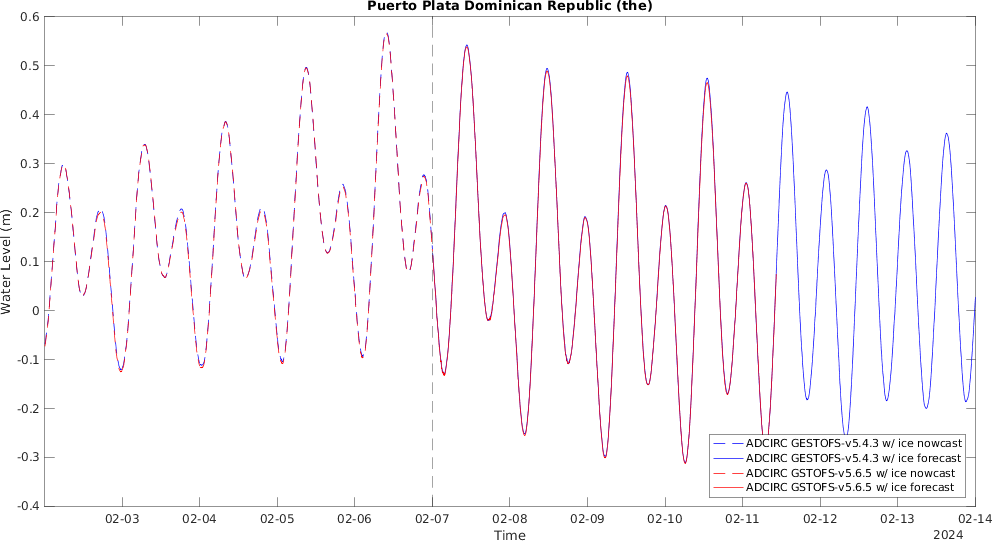 Puerto Plata Dominican Republic (the)
Water Level (m)
0.6
0.5
0.4
0.3
0.2
0.1
0
-0.1
-0.2
-0.3
-0.4
ADCIRC GESTOFS-v5.4.3 w/ ice nowcast
ADCIRC GESTOFS-v5.4.3 w/ ice forecast
ADCIRC GSTOFS-v5.6.5 w/ ice nowcast
ADCIRC GSTOFS-v5.6.5 w/ ice forecast
02-03 02-04 02-05 02-06 02-07 02-08 02-09 02-10 02-11 02-12 02-13 02-14
Time
2024